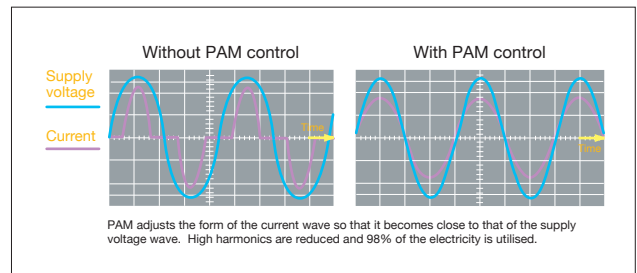 Without PAM control
With PAM control
Supply
voltage
Current
Time
Time
PAM adjusts the form of the current wave so that it becomes close to that of the supply
voltage wave. High harmonics are reduced and 98% of the electricity is utilised.